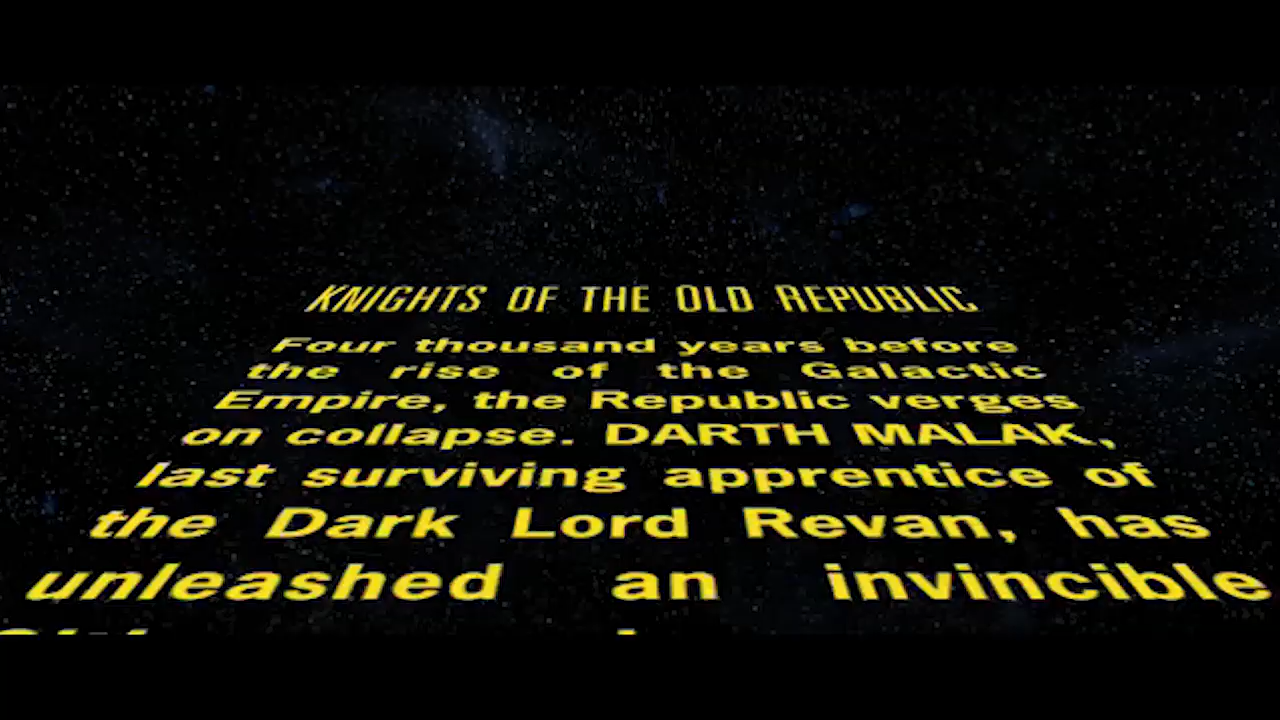 KNIGHTS OF THE OLD REPUBLIC
Four thousand years before
the rise of the Galactic
Empire, the Republic verges
on collapse. DARTH MALAK,
last surviving apprentice of
the Dark Lord Revan, has
unleashed an invincible